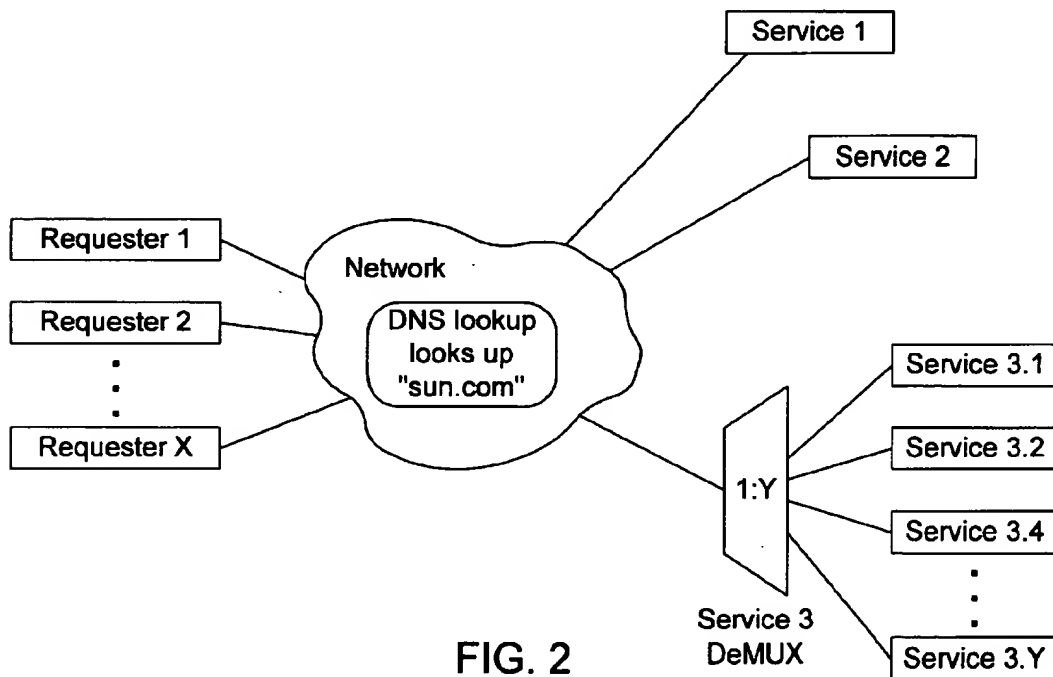 Service 1
Service 2
Requester 1
Requester 2
Requester X
Network
DNS lookup
looks up
"sun.com"
1:Y
Service 3
DeMUX
Service 3.1
Service 3.2
Service 3.4
Service 3.Y
FIG. 2